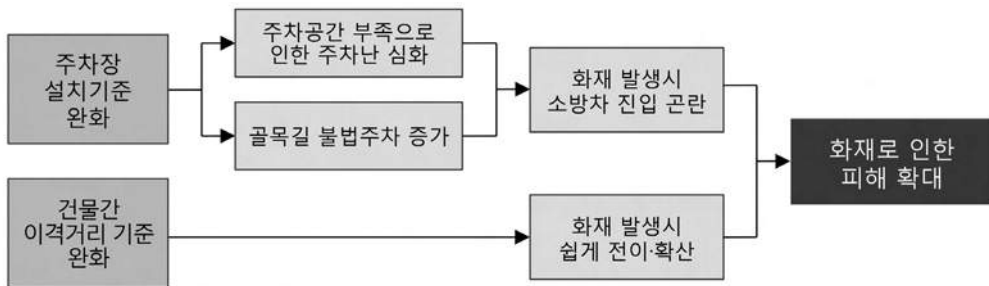 주차장
설치기준
완화
주차공간 부족으로
인한 주차난 심화
골목길 불법주차 증가
화재 발생시
소방차 진입 곤란
건물간
이격거리 기준
완화
화재 발생시
쉽게 전이·확산
화재로 인한
피해 확대